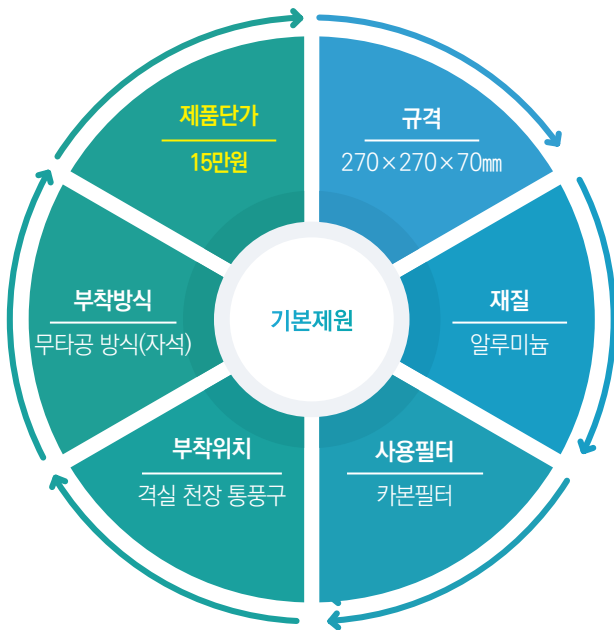 제품단가
15만원
규격
270×270×70㎜
부착방식
무타공 방식(자석)
기본제원
재질
알루미늄
부착위치
격실 천장 통풍구
사용필터
카본필터